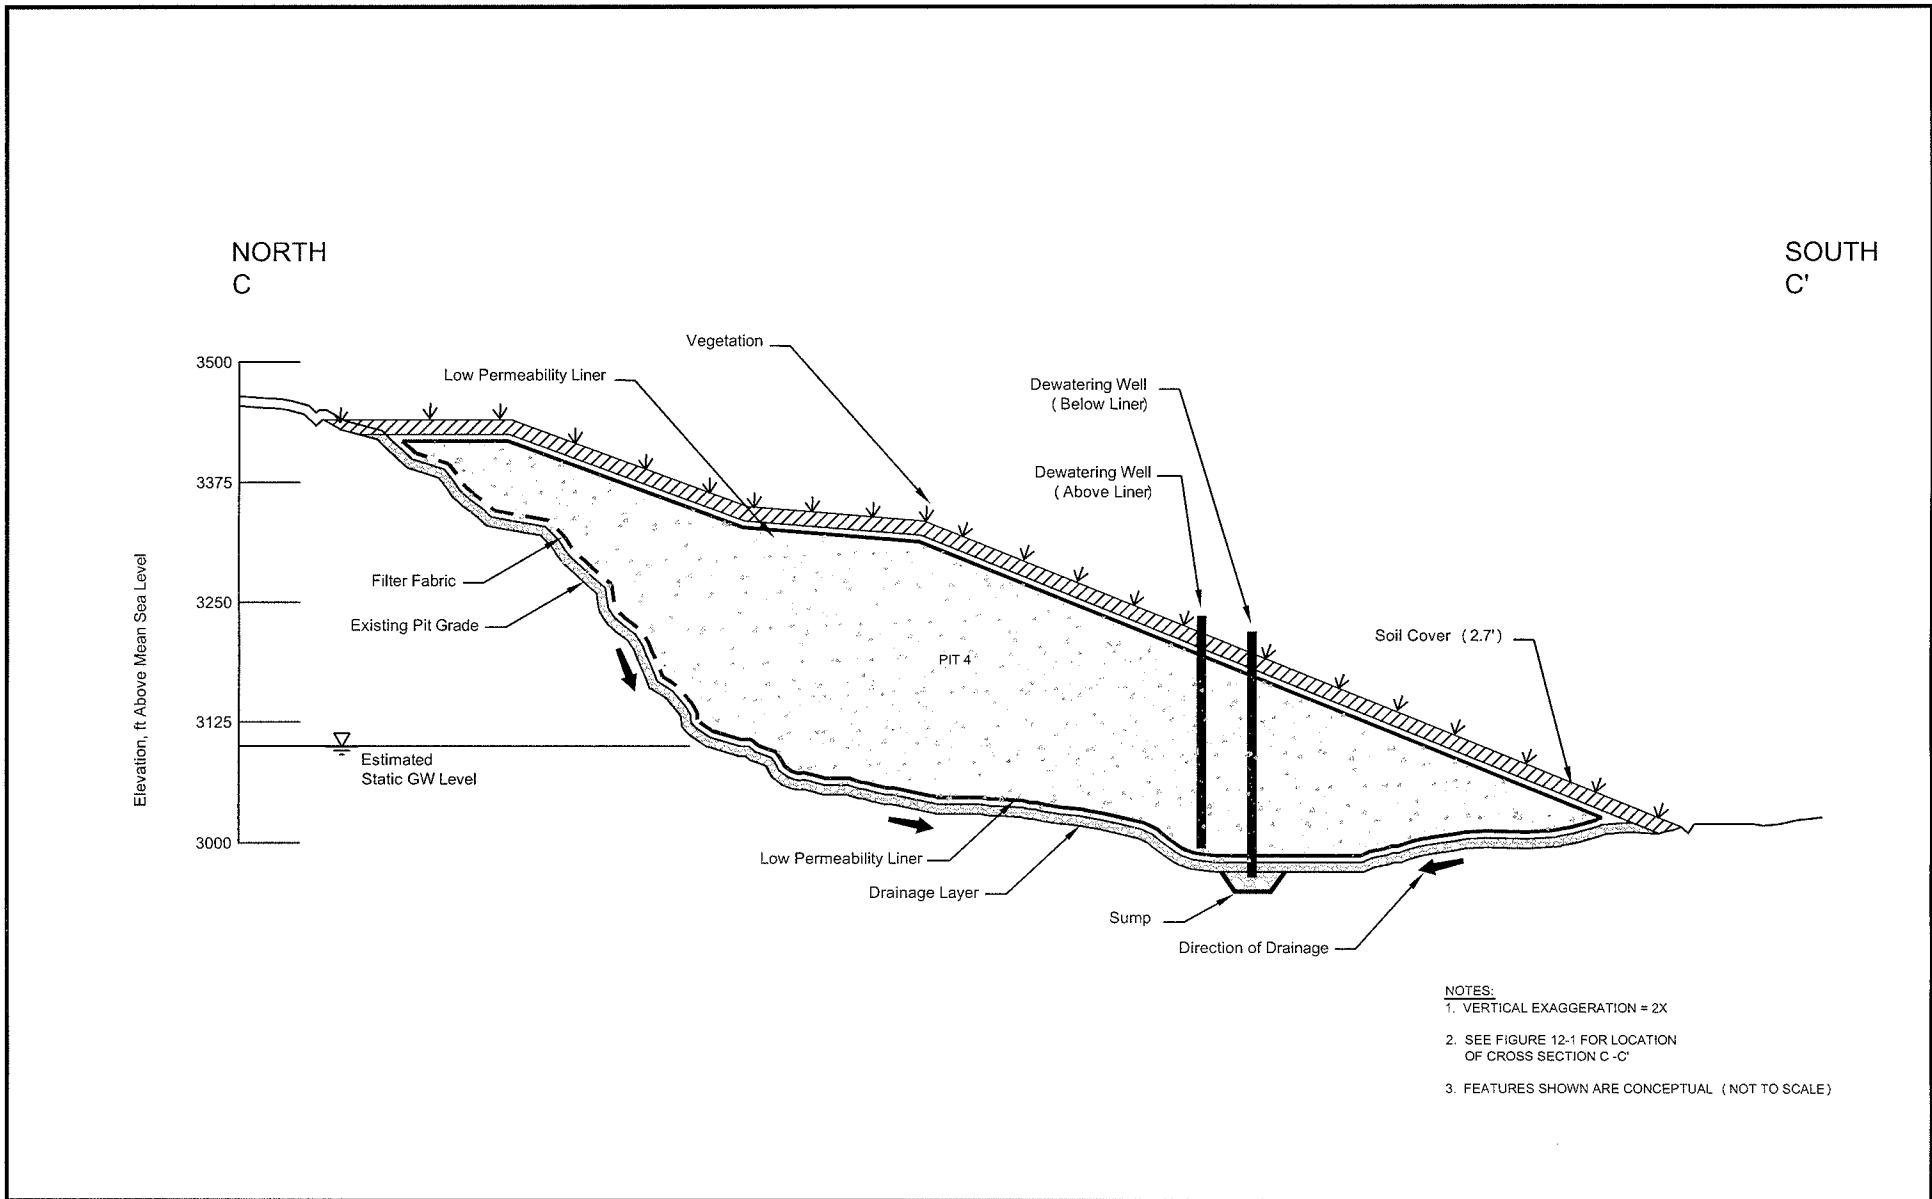 NORTH
C
SOUTH
C'
Vegetation
Low Permeability Liner
Dewatering Well
( Below Liner)
Dewatering Well
( Above Liner)
3500
3375
3250
3125
3000
Elevation, ft Above Mean Sea Level
Filter Fabric
Existing Pit Grade
Soil Cover ( 2.7')
PIT 4
Estimated
Static GW Level
Low Permeability Liner
Drainage Layer
Sump
Direction of Drainage
NOTES:
1. VERTICAL EXAGGERATION = 2X
2. SEE FIGURE 12-1 FOR LOCATION
OF CROSS SECTION C -C'
3. FEATURES SHOWN ARE CONCEPTUAL ( NOT TO SCALE )